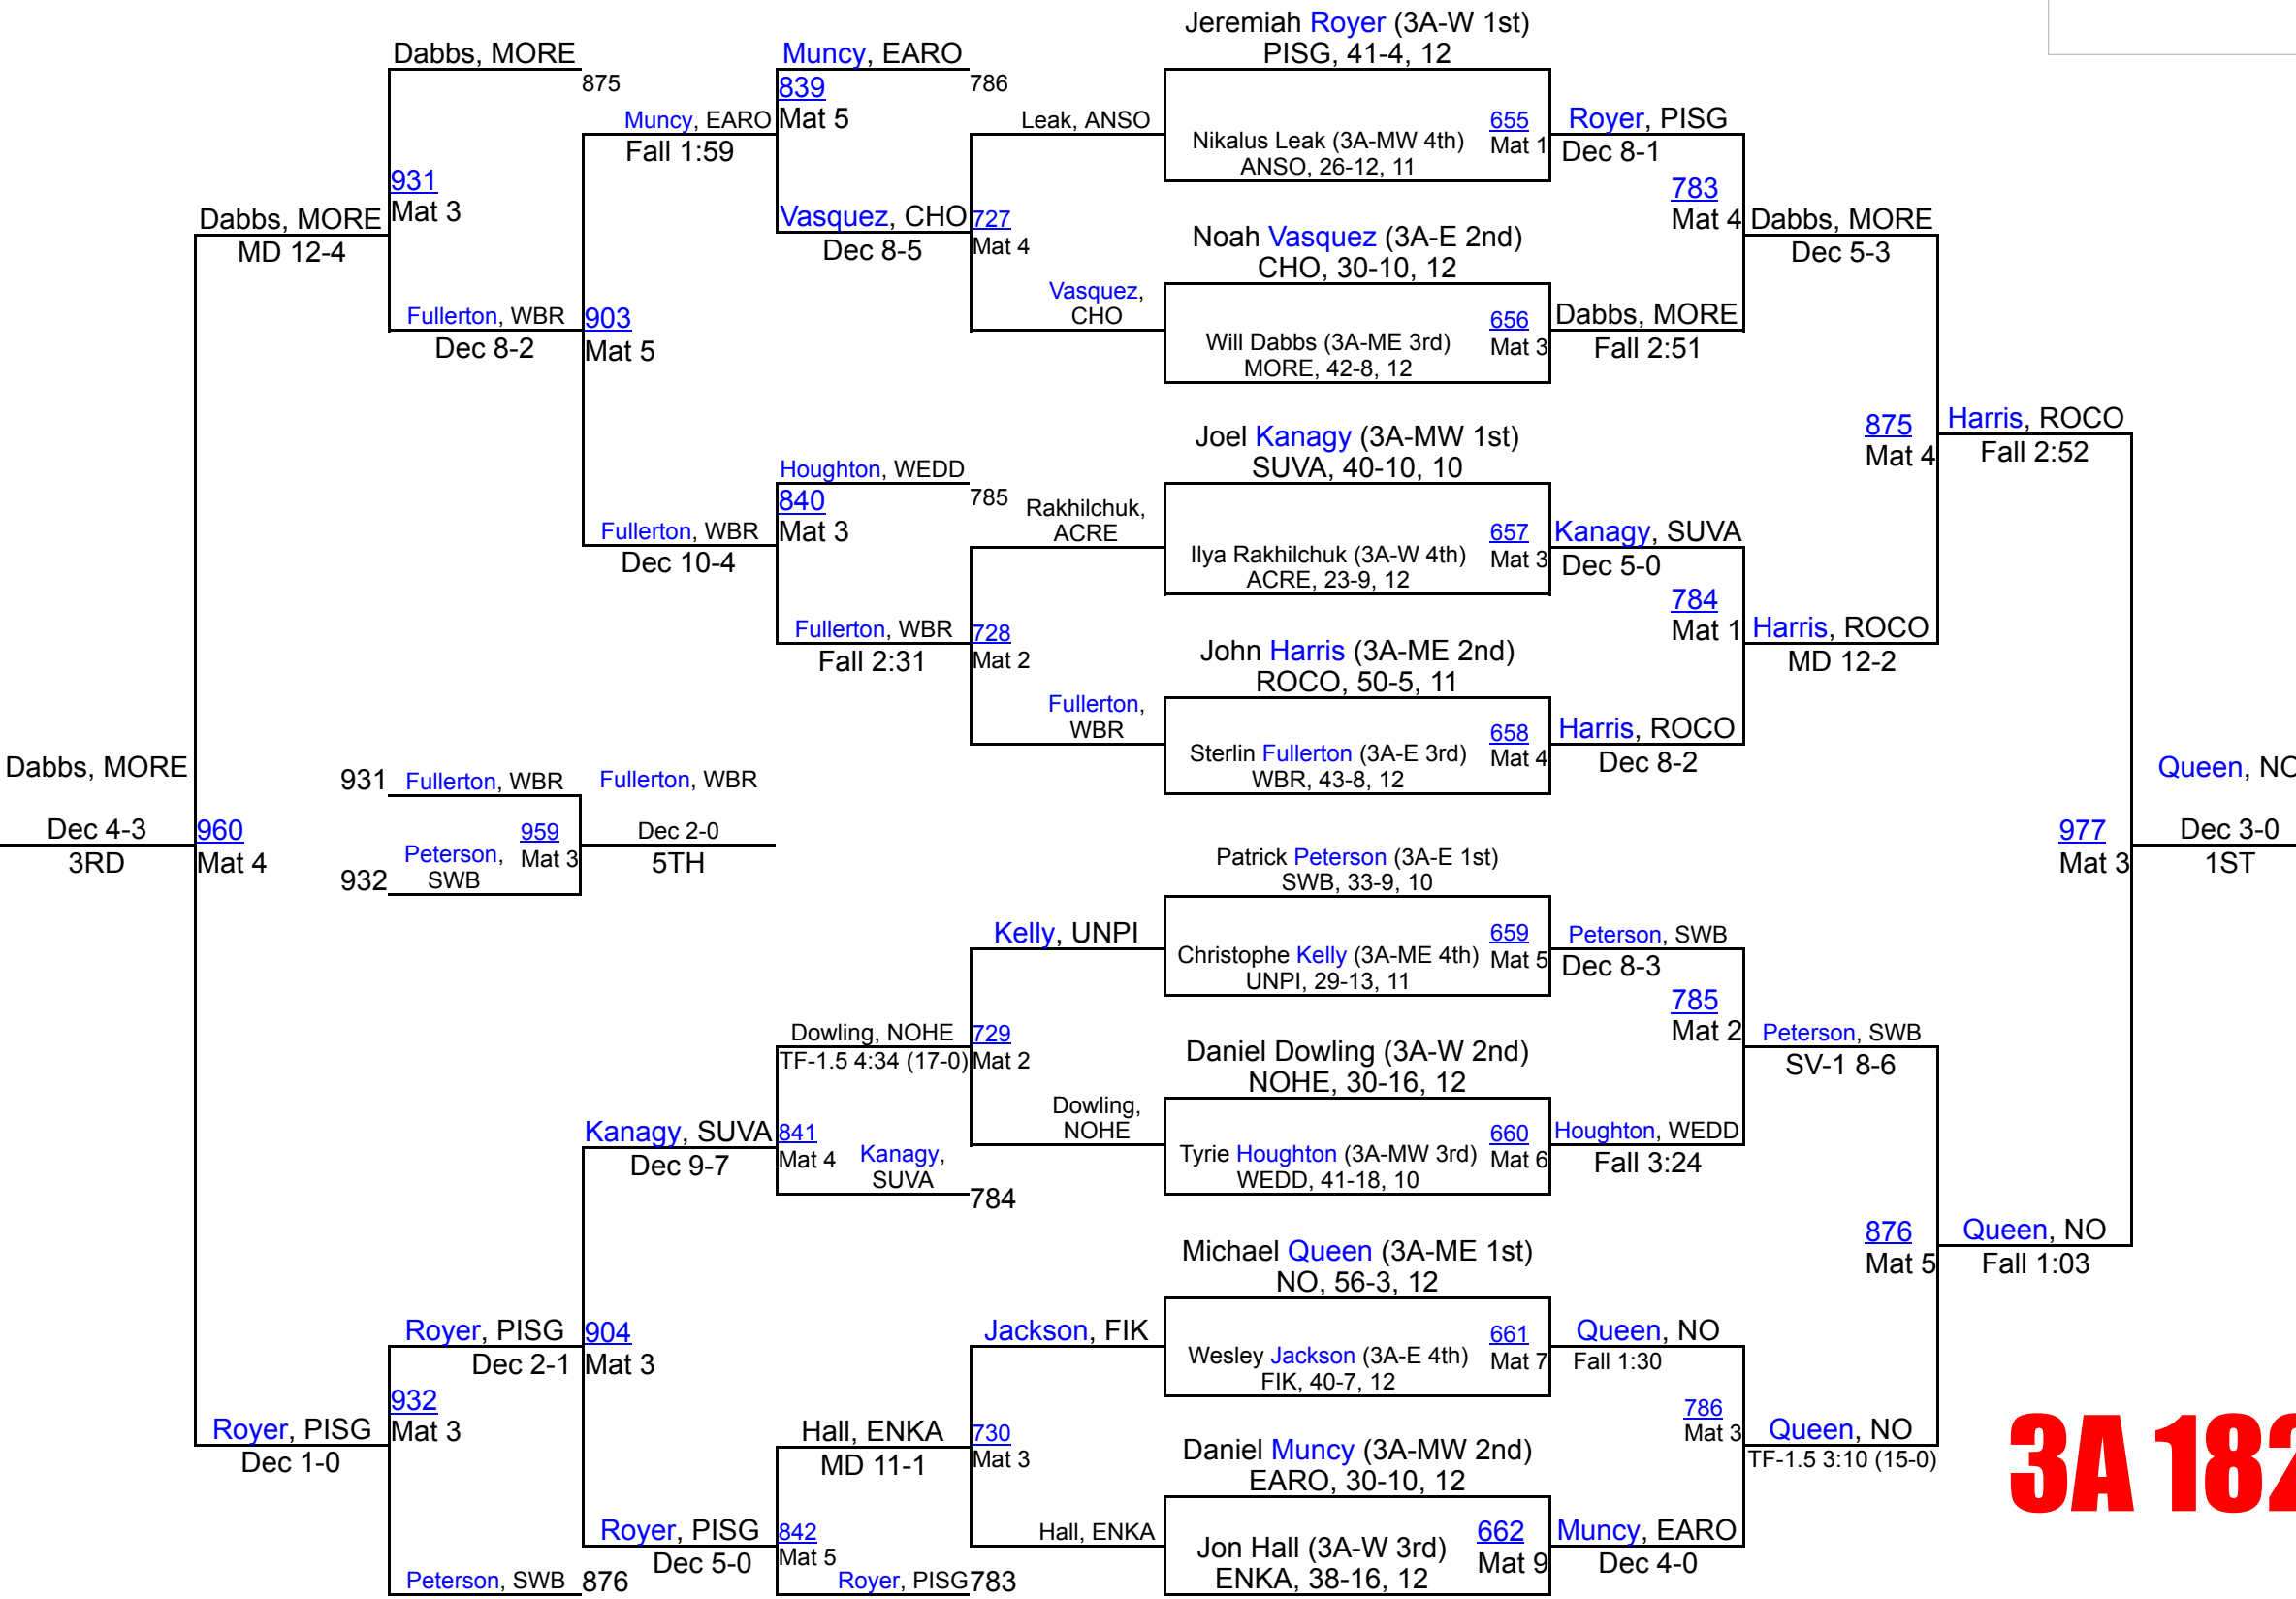 Jeremiah Royer (3A-W 1st)
PISG, 41-4, 12
Nikalus Leak (3A-MW 4th)
ANSO, 26-12, 11
655
Mat 1
Noah Vasquez (3A-E 2nd)
CHO, 30-10, 12
Will Dabbs (3A-ME 3rd)
MORE, 42-8, 12
656
Mat 3
Joel Kanagy (3A-MW 1st)
SUVA, 40-10, 10
Ilya Rakhilchuk (3A-W 4th)
ACRE, 23-9, 12
657
Mat 3
John Harris (3A-ME 2nd)
ROCO, 50-5, 11
Sterlin Fullerton (3A-E 3rd)
WBR, 43-8, 12
658
Mat 4
Patrick Peterson (3A-E 1st)
SWB, 33-9, 10
Christophe Kelly (3A-ME 4th)
UNPI, 29-13, 11
659
Mat 5
Daniel Dowling (3A-W 2nd)
NOHE, 30-16, 12
Tyrie Houghton (3A-MW 3rd)
WEDD, 41-18, 10
660
Mat 6
Michael Queen (3A-ME 1st)
NO, 56-3, 12
Wesley Jackson (3A-E 4th)
FIK, 40-7, 12
661
Mat 7
Daniel Muncy (3A-MW 2nd)
EARO, 30-10, 12
Jon Hall (3A-W 3rd)
ENKA, 38-16, 12
662
Mat 9
Royer, PISG
Dec 8-1
783
Mat 4
Dabbs, MORE
Fall 2:51
Kanagy, SUVA
Dec 5-0
784
Mat 1
Harris, ROCO
Dec 8-2
Peterson, SWB
Dec 8-3
785
Mat 2
Houghton, WEDD
Fall 3:24
Queen, NO
Fall 1:30
786
Mat 3
Muncy, EARO
Dec 4-0
Dabbs, MORE
Dec 5-3
875
Mat 4
Harris, ROCO
MD 12-2
Peterson, SWB
SV-1 8-6
876
Mat 5
Queen, NO
TF-1.5 3:10 (15-0)
Harris, ROCO
Fall 2:52
977
Mat 3
Queen, NO
Fall 1:03
Queen, NO
Dec 3-0
1ST
Leak, ANSO
727
Mat 4
Vasquez,
CHO
Rakhilchuk,
ACRE
728
Mat 2
Fullerton,
WBR
Kelly, UNPI
729
Mat 2
Dowling,
NOHE
Jackson, FIK
730
Mat 3
Hall, ENKA
Muncy, EARO
786
839
Mat 5
Vasquez, CHO
Dec 8-5
Houghton, WEDD
785
840
Mat 3
Fullerton, WBR
Fall 2:31
Dowling, NOHE
TF-1.5 4:34 (17-0)
841
Mat 4
Kanagy,
SUVA
784
Hall, ENKA
MD 11-1
842
Mat 5
Royer, PISG
783
Muncy, EARO
Fall 1:59
903
Mat 5
Fullerton, WBR
Dec 10-4
Kanagy, SUVA
Dec 9-7
904
Mat 3
Royer, PISG
Dec 5-0
Dabbs, MORE
875
931
Mat 3
Fullerton, WBR
Dec 8-2
Royer, PISG
Dec 2-1
932
Mat 3
Peterson, SWB
876
Dabbs, MORE
MD 12-4
960
Mat 4
Royer, PISG
Dec 1-0
Dabbs, MORE
Dec 4-3
3RD
931
Fullerton, WBR
959
Mat 3
932
Peterson,
SWB
Fullerton, WBR
Dec 2-0
5TH
3A 182